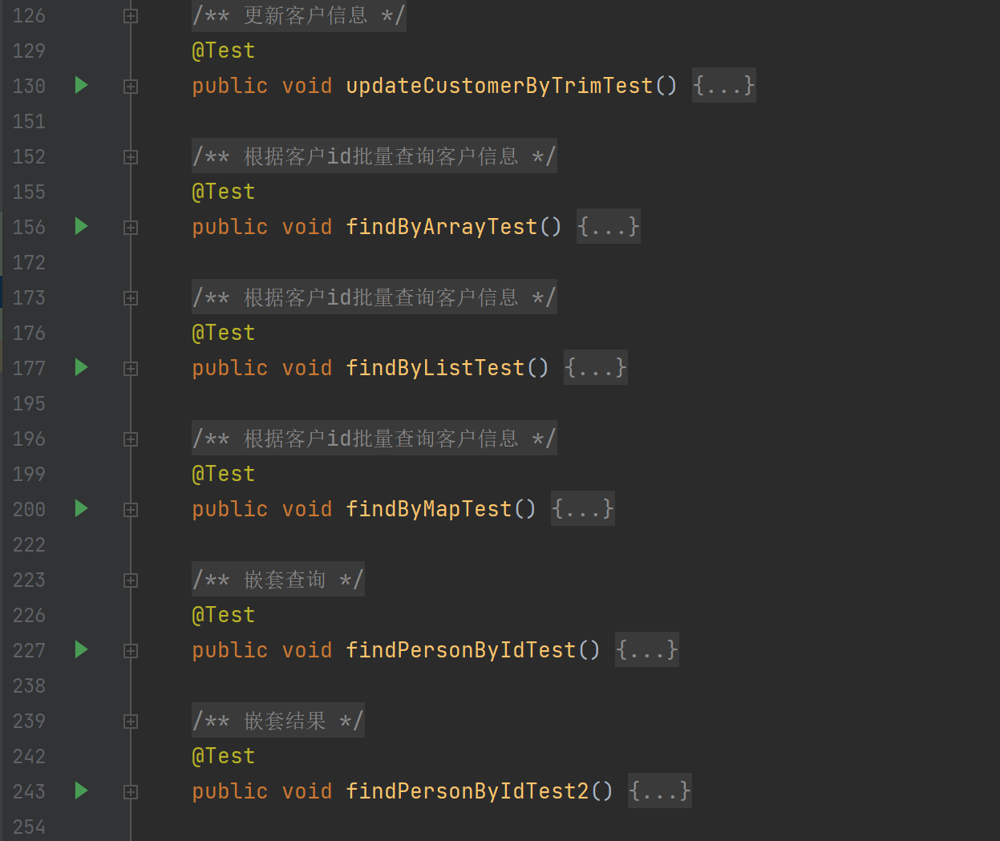 126 /** 更新客户信息 */
129 @Test
130 public void updateCustomerByTrimTest() {...}
151
152 /** 根据客户id批量查询客户信息 */
155 @Test
156 public void findByArrayTest() {...}
172
173 /** 根据客户id批量查询客户信息 */
176 @Test
177 public void findByListTest() {...}
195
196 /** 根据客户id批量查询客户信息 */
199 @Test
200 public void findByMapTest() {...}
222
223 /** 嵌套查询 */
226 @Test
227 public void findPersonByIdTest() {...}
238
239 /** 嵌套结果 */
242 @Test
243 public void findPersonByIdTest2() {...}
254